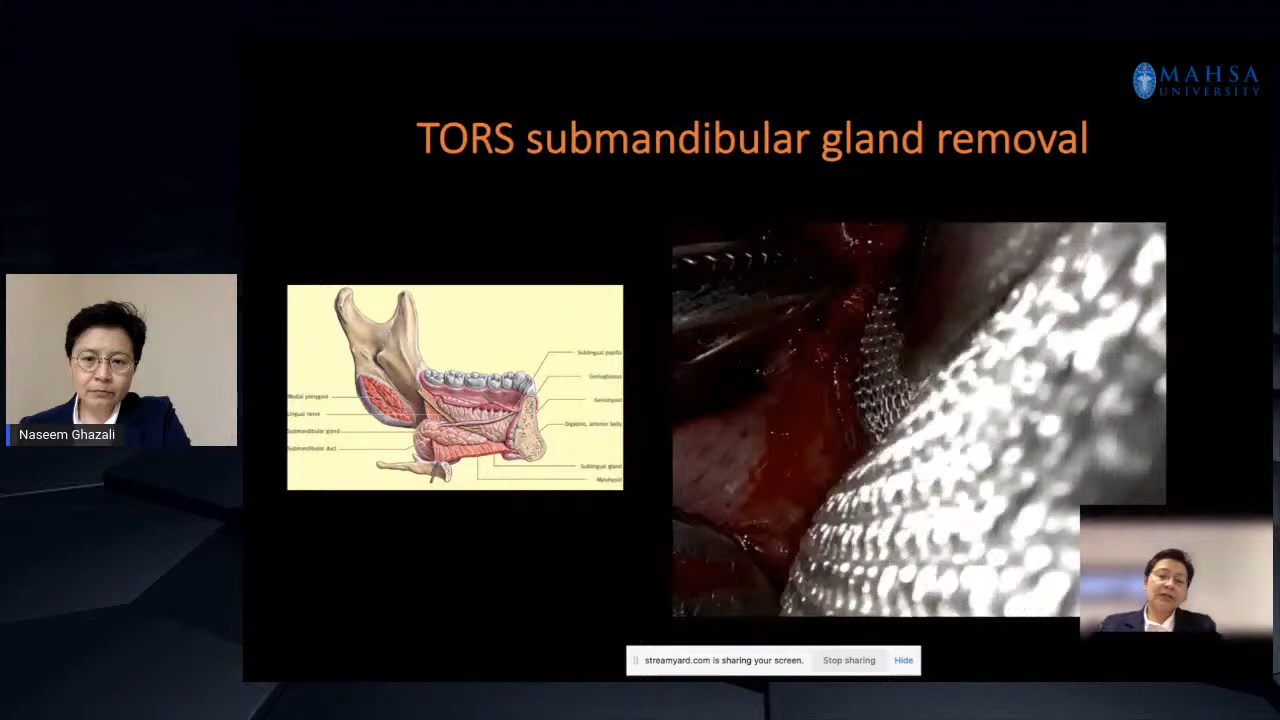 MAHSA
UNIVERSITY
TORS submandibular gland removal
Naseem Ghazali
Medial pterygoid
Lingual nerve
Submandibular gland
Submandibular duct
Sublingual papilla
Genioglossus
Geniohyoid
Digastric, anterior belly
Sublingual gland
Mylohyoid
streamyard.com is sharing your screen.
Stop sharing
Hide